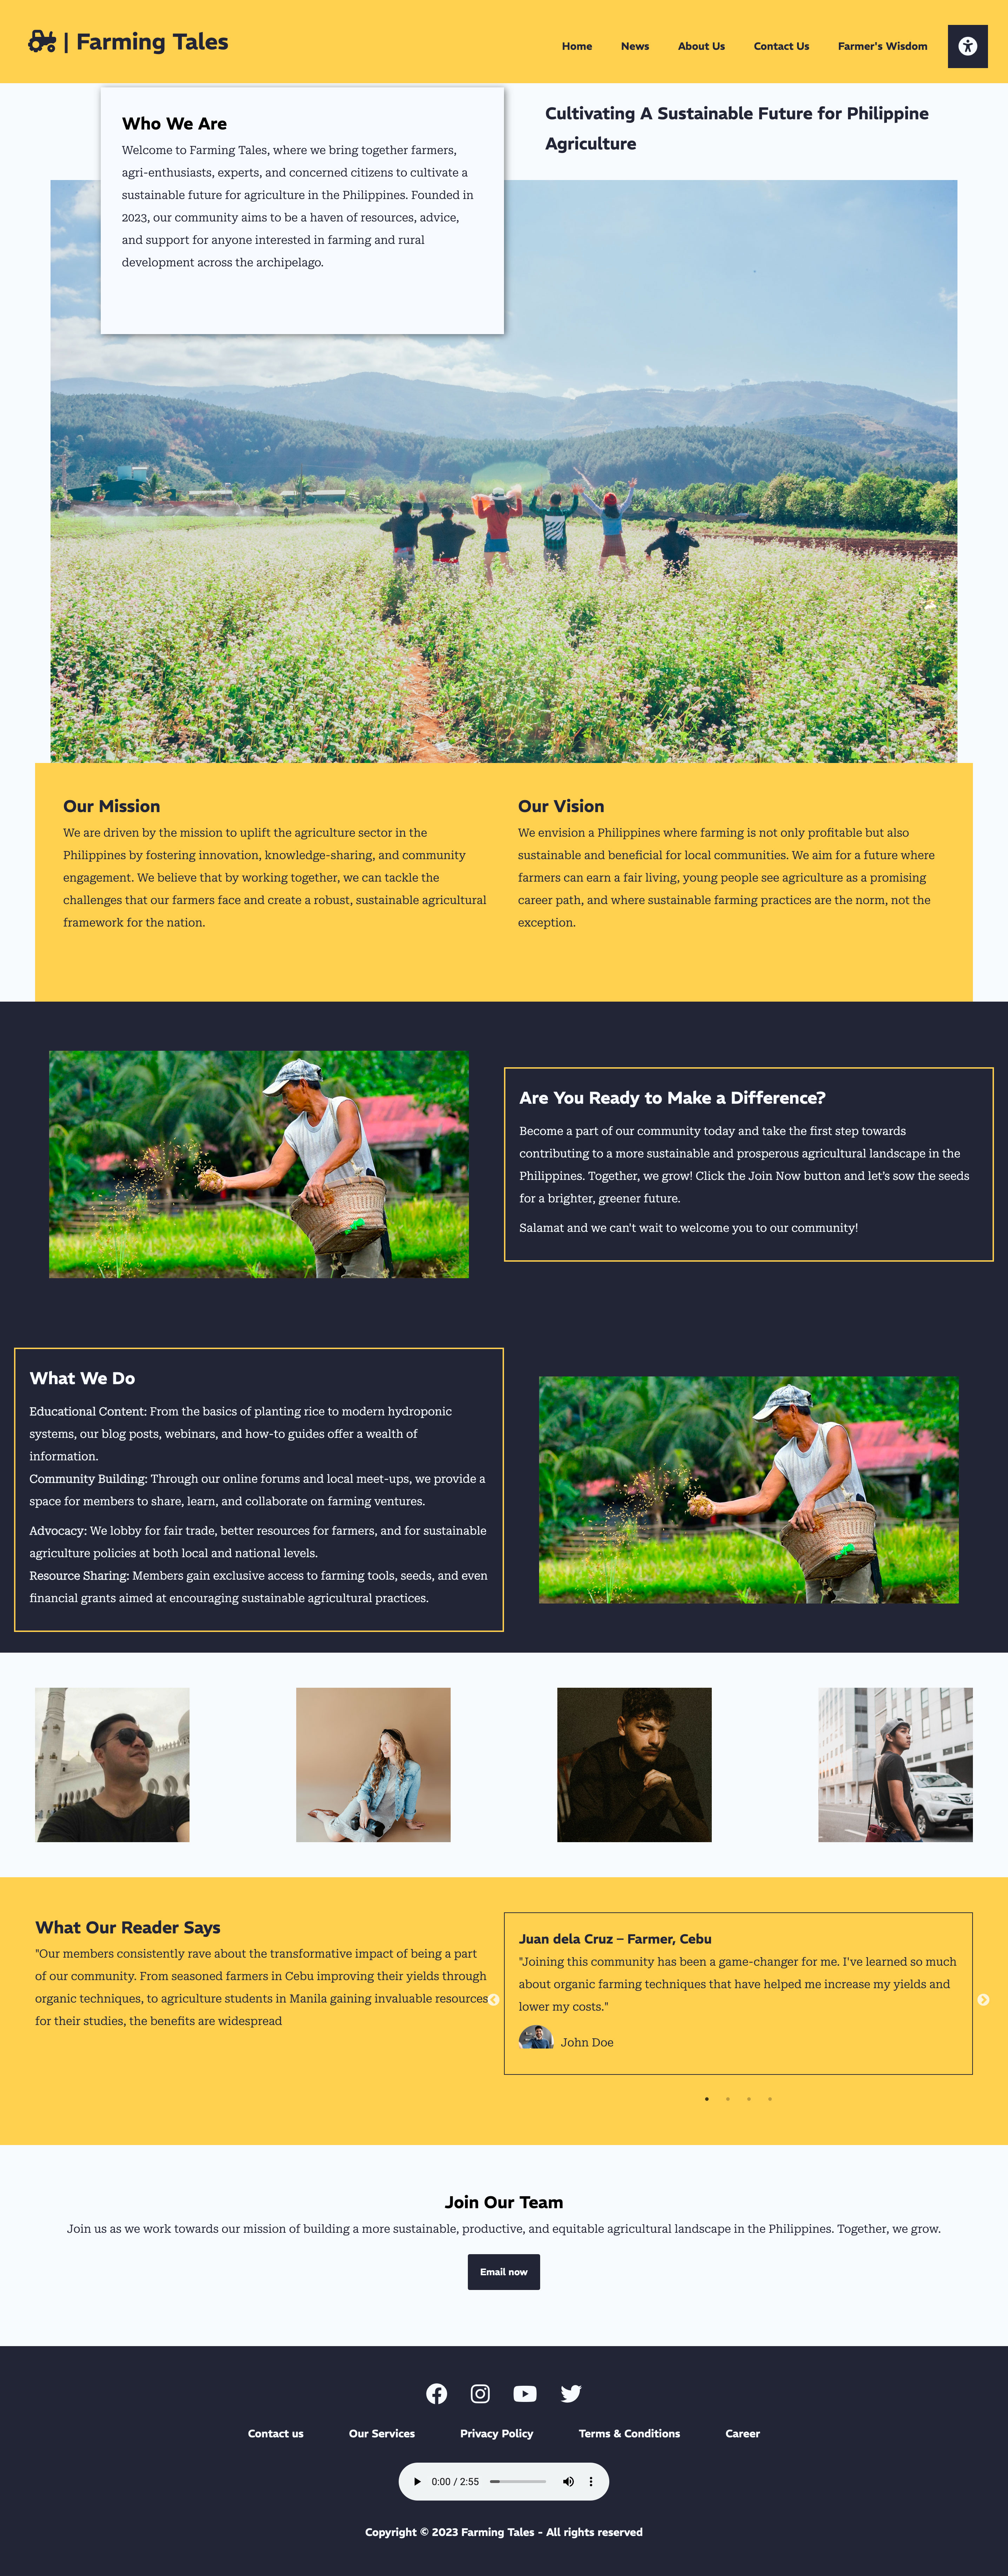 | Farming Tales
Home News About Us Contact Us Farmer's Wisdom
Who We Are
Welcome to Farming Tales, where we bring together farmers,
agri-enthusiasts, experts, and concerned citizens to cultivate a
sustainable future for agriculture in the Philippines. Founded in
2023, our community aims to be a haven of resources, advice,
and support for anyone interested in farming and rural
development across the archipelago.
Cultivating A Sustainable Future for Philippine
Agriculture
Our Mission
We are driven by the mission to uplift the agriculture sector in the
Philippines by fostering innovation, knowledge-sharing, and community
engagement. We believe that by working together, we can tackle the
challenges that our farmers face and create a robust, sustainable agricultural
framework for the nation.
Our Vision
We envision a Philippines where farming is not only profitable but also
sustainable and beneficial for local communities. We aim for a future where
farmers can earn a fair living, young people see agriculture as a promising
career path, and where sustainable farming practices are the norm, not the
exception.
Are You Ready to Make a Difference?
Become a part of our community today and take the first step towards
contributing to a more sustainable and prosperous agricultural landscape in the
Philippines. Together, we grow! Click the Join Now button and let's sow the seeds
for a brighter, greener future.
Salamat and we can't wait to welcome you to our community!
What We Do
Educational Content: From the basics of planting rice to modern hydroponic
systems, our blog posts, webinars, and how-to guides offer a wealth of
information.
Community Building: Through our online forums and local meet-ups, we provide a
space for members to share, learn, and collaborate on farming ventures.
Advocacy: We lobby for fair trade, better resources for farmers, and for sustainable
agriculture policies at both local and national levels.
Resource Sharing: Members gain exclusive access to farming tools, seeds, and even
financial grants aimed at encouraging sustainable agricultural practices.
What Our Reader Says
"Our members consistently rave about the transformative impact of being a part
of our community. From seasoned farmers in Cebu improving their yields through
organic techniques, to agriculture students in Manila gaining invaluable resources
for their studies, the benefits are widespread
Juan dela Cruz – Farmer, Cebu
"Joining this community has been a game-changer for me. I've learned so much
about organic farming techniques that have helped me increase my yields and
lower my costs."
John Doe
Join Our Team
Join us as we work towards our mission of building a more sustainable, productive, and equitable agricultural landscape in the Philippines. Together, we grow.
Email now
Contact us Our Services Privacy Policy Terms & Conditions Career
0:00 / 2:55
Copyright © 2023 Farming Tales - All rights reserved